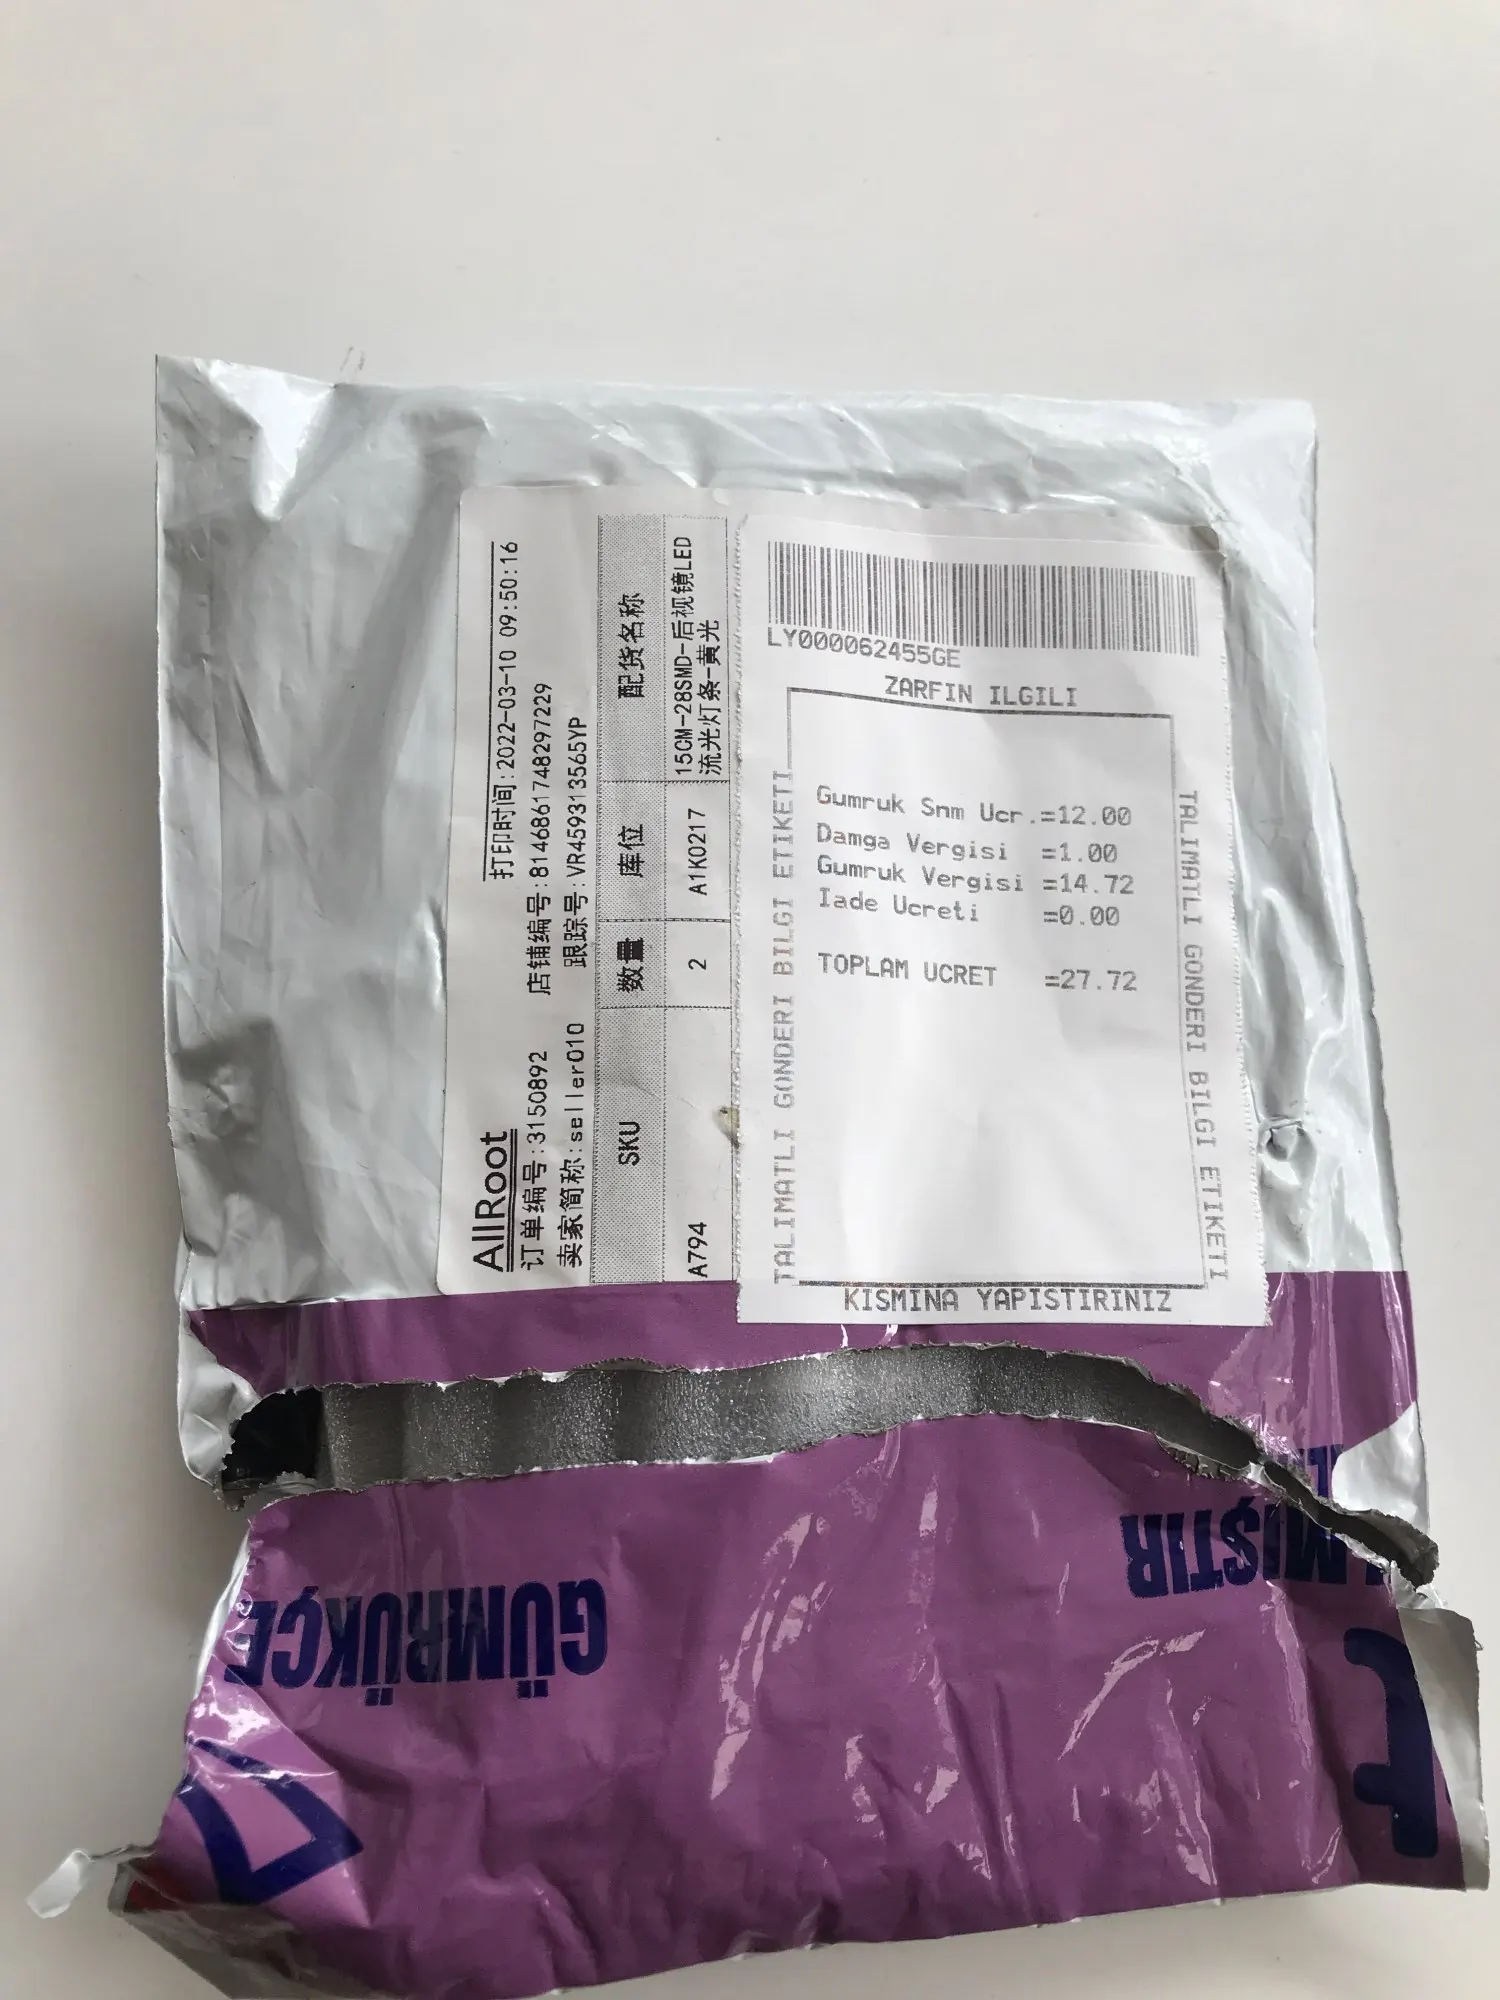 AllRoot
打印时间:2022-03-10 09:50:16
订单编号:3150892 店铺编号:8146861748297229
卖家简称:seller010 跟踪号:VR459313565YP
SKU 数量 库位 配货名称
A794 2 A1K0217 15CM-28SMD-后视镜LED
流光灯条-黄光
LY000062455GE
ZARFIN ILGILI
TALIMATLI GONDERI BILGI ETIKETI
Gumruk Snm Ucr.=12.00
Damga Vergisi =1.00
Gumruk Vergisi =14.72
Iade Ucreti =0.00
TOPLAM UCRET =27.72
TALIMATLI GONDERI BILGI ETIKETI
KISMINA YAPISTIRINIZ
GÜMRÜKÇE
MIŞTIR